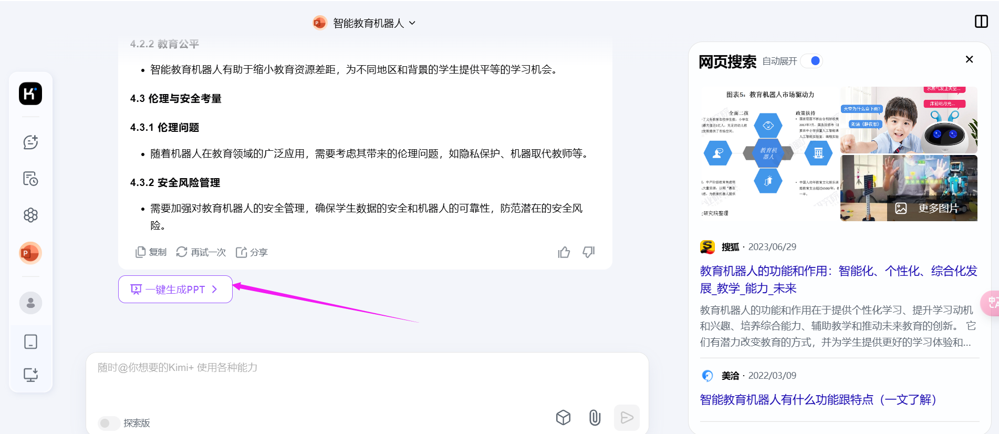 智能教育机器人
4.2.2 教育公平
智能教育机器人有助于缩小教育资源差距，为不同地区和背景的学生提供平等的学习机会。
4.3 伦理与安全考量
4.3.1 伦理问题
随着机器人在教育领域的广泛应用，需要考虑其带来的伦理问题，如隐私保护、机器取代教师等。
4.3.2 安全风险管理
需要加强对教育机器人的安全管理，确保学生数据的安全和机器人的可靠性，防范潜在的安全风
险。
复制 再试一次 分享
一键生成PPT
随时@你想要的Kimi+ 使用各种能力
探索版
网页搜索 自动展开
图表5：教育机器人市场驱动力
全面二孩
政策扶持
教育机
器人
天空为什么会下雨？
朗诵《静夜思》
床前明月光...
更多图片
搜狐 · 2023/06/29
教育机器人的功能和作用：智能化、个性化、综合化发
展_教学_能力_未来
教育机器人的功能和作用在于提供个性化学习、提升学习动机
和兴趣、培养综合能力、辅助教学和推动未来教育的创新。 它
们有潜力改变教育的方式，并为学生提供更好的学习体验和...
美洽 · 2022/03/09
智能教育机器人有什么功能跟特点（一文了解）